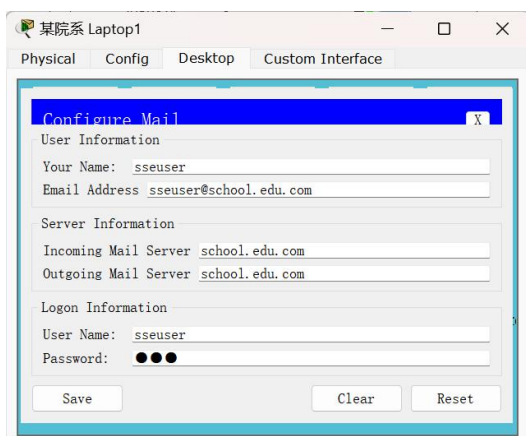 某院系 Laptop1
Physical Config Desktop Custom Interface
Configure Mail X
User Information
Your Name: sseuser
Email Address sseuser@school.edu.com
Server Information
Incoming Mail Server school.edu.com
Outgoing Mail Server school.edu.com
Logon Information
User Name: sseuser
Password: ●●●
Save Clear Reset